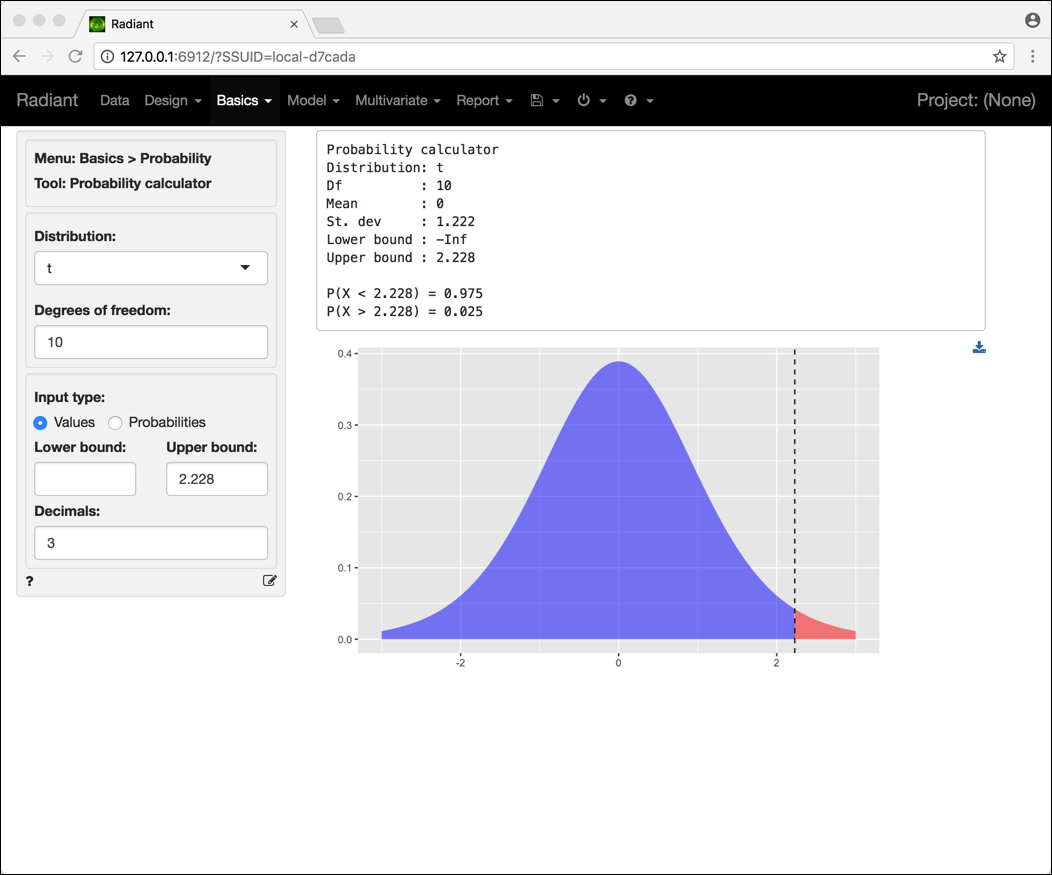 Radiant
127.0.0.1:6912/?SSUID=local-d7cada
Radiant Data Design Basics Model Multivariate Report Project: (None)
Menu: Basics > Probability
Tool: Probability calculator
Distribution:
t
Degrees of freedom:
10
Input type:
Values Probabilities
Lower bound: Upper bound:
2.228
Decimals:
3
?
Probability calculator
Distribution: t
Df : 10
Mean : 0
St. dev : 1.222
Lower bound : -Inf
Upper bound : 2.228
P(X < 2.228) = 0.975
P(X > 2.228) = 0.025
0.4
0.3
0.2
0.1
0.0
-2 0 2